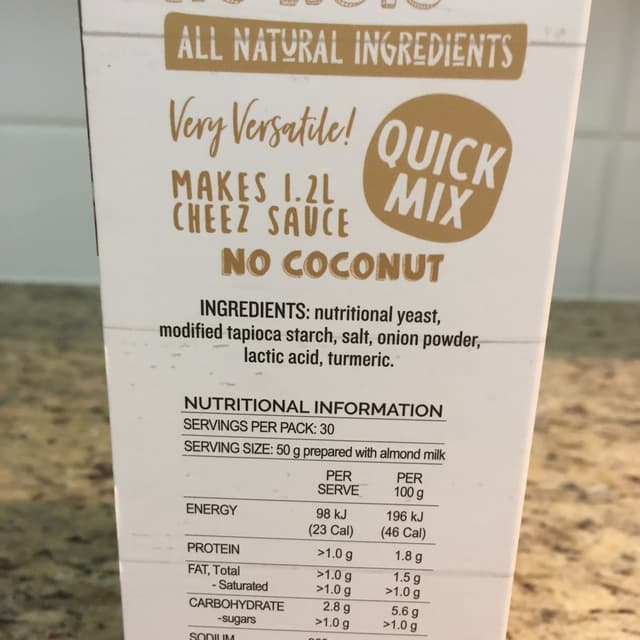 ALL NATURAL INGREDIENTS
Very Versatile!
QUICK
MIX
MAKES 1.2L
CHEEZ SAUCE
NO COCONUT
INGREDIENTS: nutritional yeast,
modified tapioca starch, salt, onion powder,
lactic acid, turmeric.
NUTRITIONAL INFORMATION
SERVINGS PER PACK: 30
SERVING SIZE: 50 g prepared with almond milk
PER PER
SERVE 100 g
ENERGY 98 kJ 196 kJ
(23 Cal) (46 Cal)
PROTEIN >1.0 g 1.8 g
FAT, Total >1.0 g 1.5 g
- Saturated >1.0 g >1.0 g
CARBOHYDRATE 2.8 g 5.6 g
-sugars >1.0 g >1.0 g
SODIUM